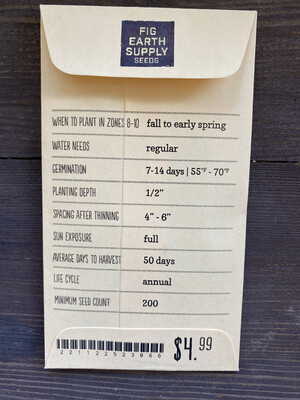 FIG
EARTH
SUPPLY
SEEDS
WHEN TO PLANT IN ZONES 8-10 fall to early spring
WATER NEEDS regular
GERMINATION 7-14 days | 55°F - 70°F
PLANTING DEPTH 1/2"
SPACING AFTER THINNING 4" - 6"
SUN EXPOSURE full
AVERAGE DAYS TO HARVEST 50 days
LIFE CYCLE annual
MINIMUM SEED COUNT 200
221122523866 $4.99